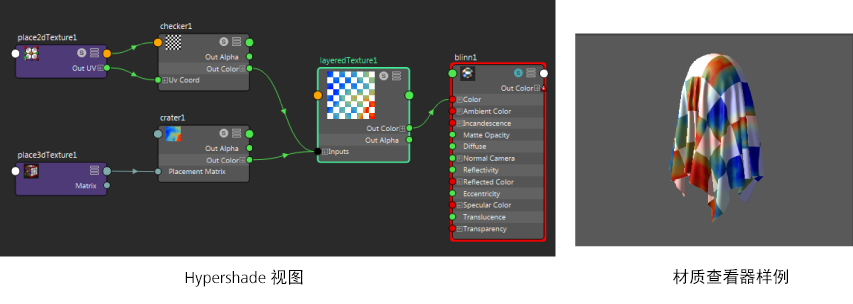 place2dTexture1
Out UV
checker1
Out Alpha
Out Color
Uv Coord
crater1
Out Alpha
Out Color
Placement Matrix
place3dTexture1
Matrix
layeredTexture1
Out Color
Out Alpha
Inputs
blinn1
Out Color
Color
Ambient Color
Incandescence
Matte Opacity
Diffuse
Normal Camera
Reflectivity
Reflected Color
Eccentricity
Specular Color
Translucence
Transparency
Hypershade 视图
材质查看器样例